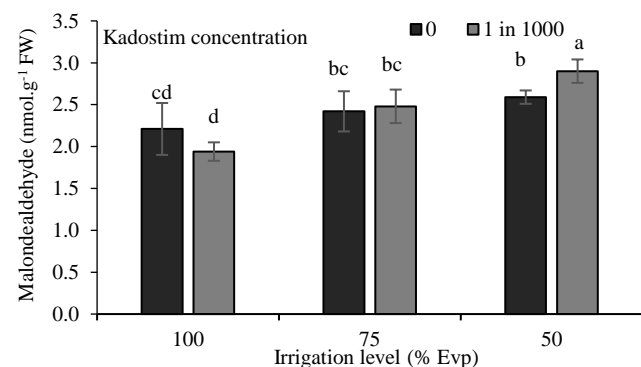 Kadostim concentration
0
1 in 1000
Malondealdehyde (nmol.g⁻¹ FW)
3.5
3.0
2.5
2.0
1.5
1.0
0.5
0.0
cd
d
bc
bc
b
a
100
75
50
Irrigation level (% Evp)